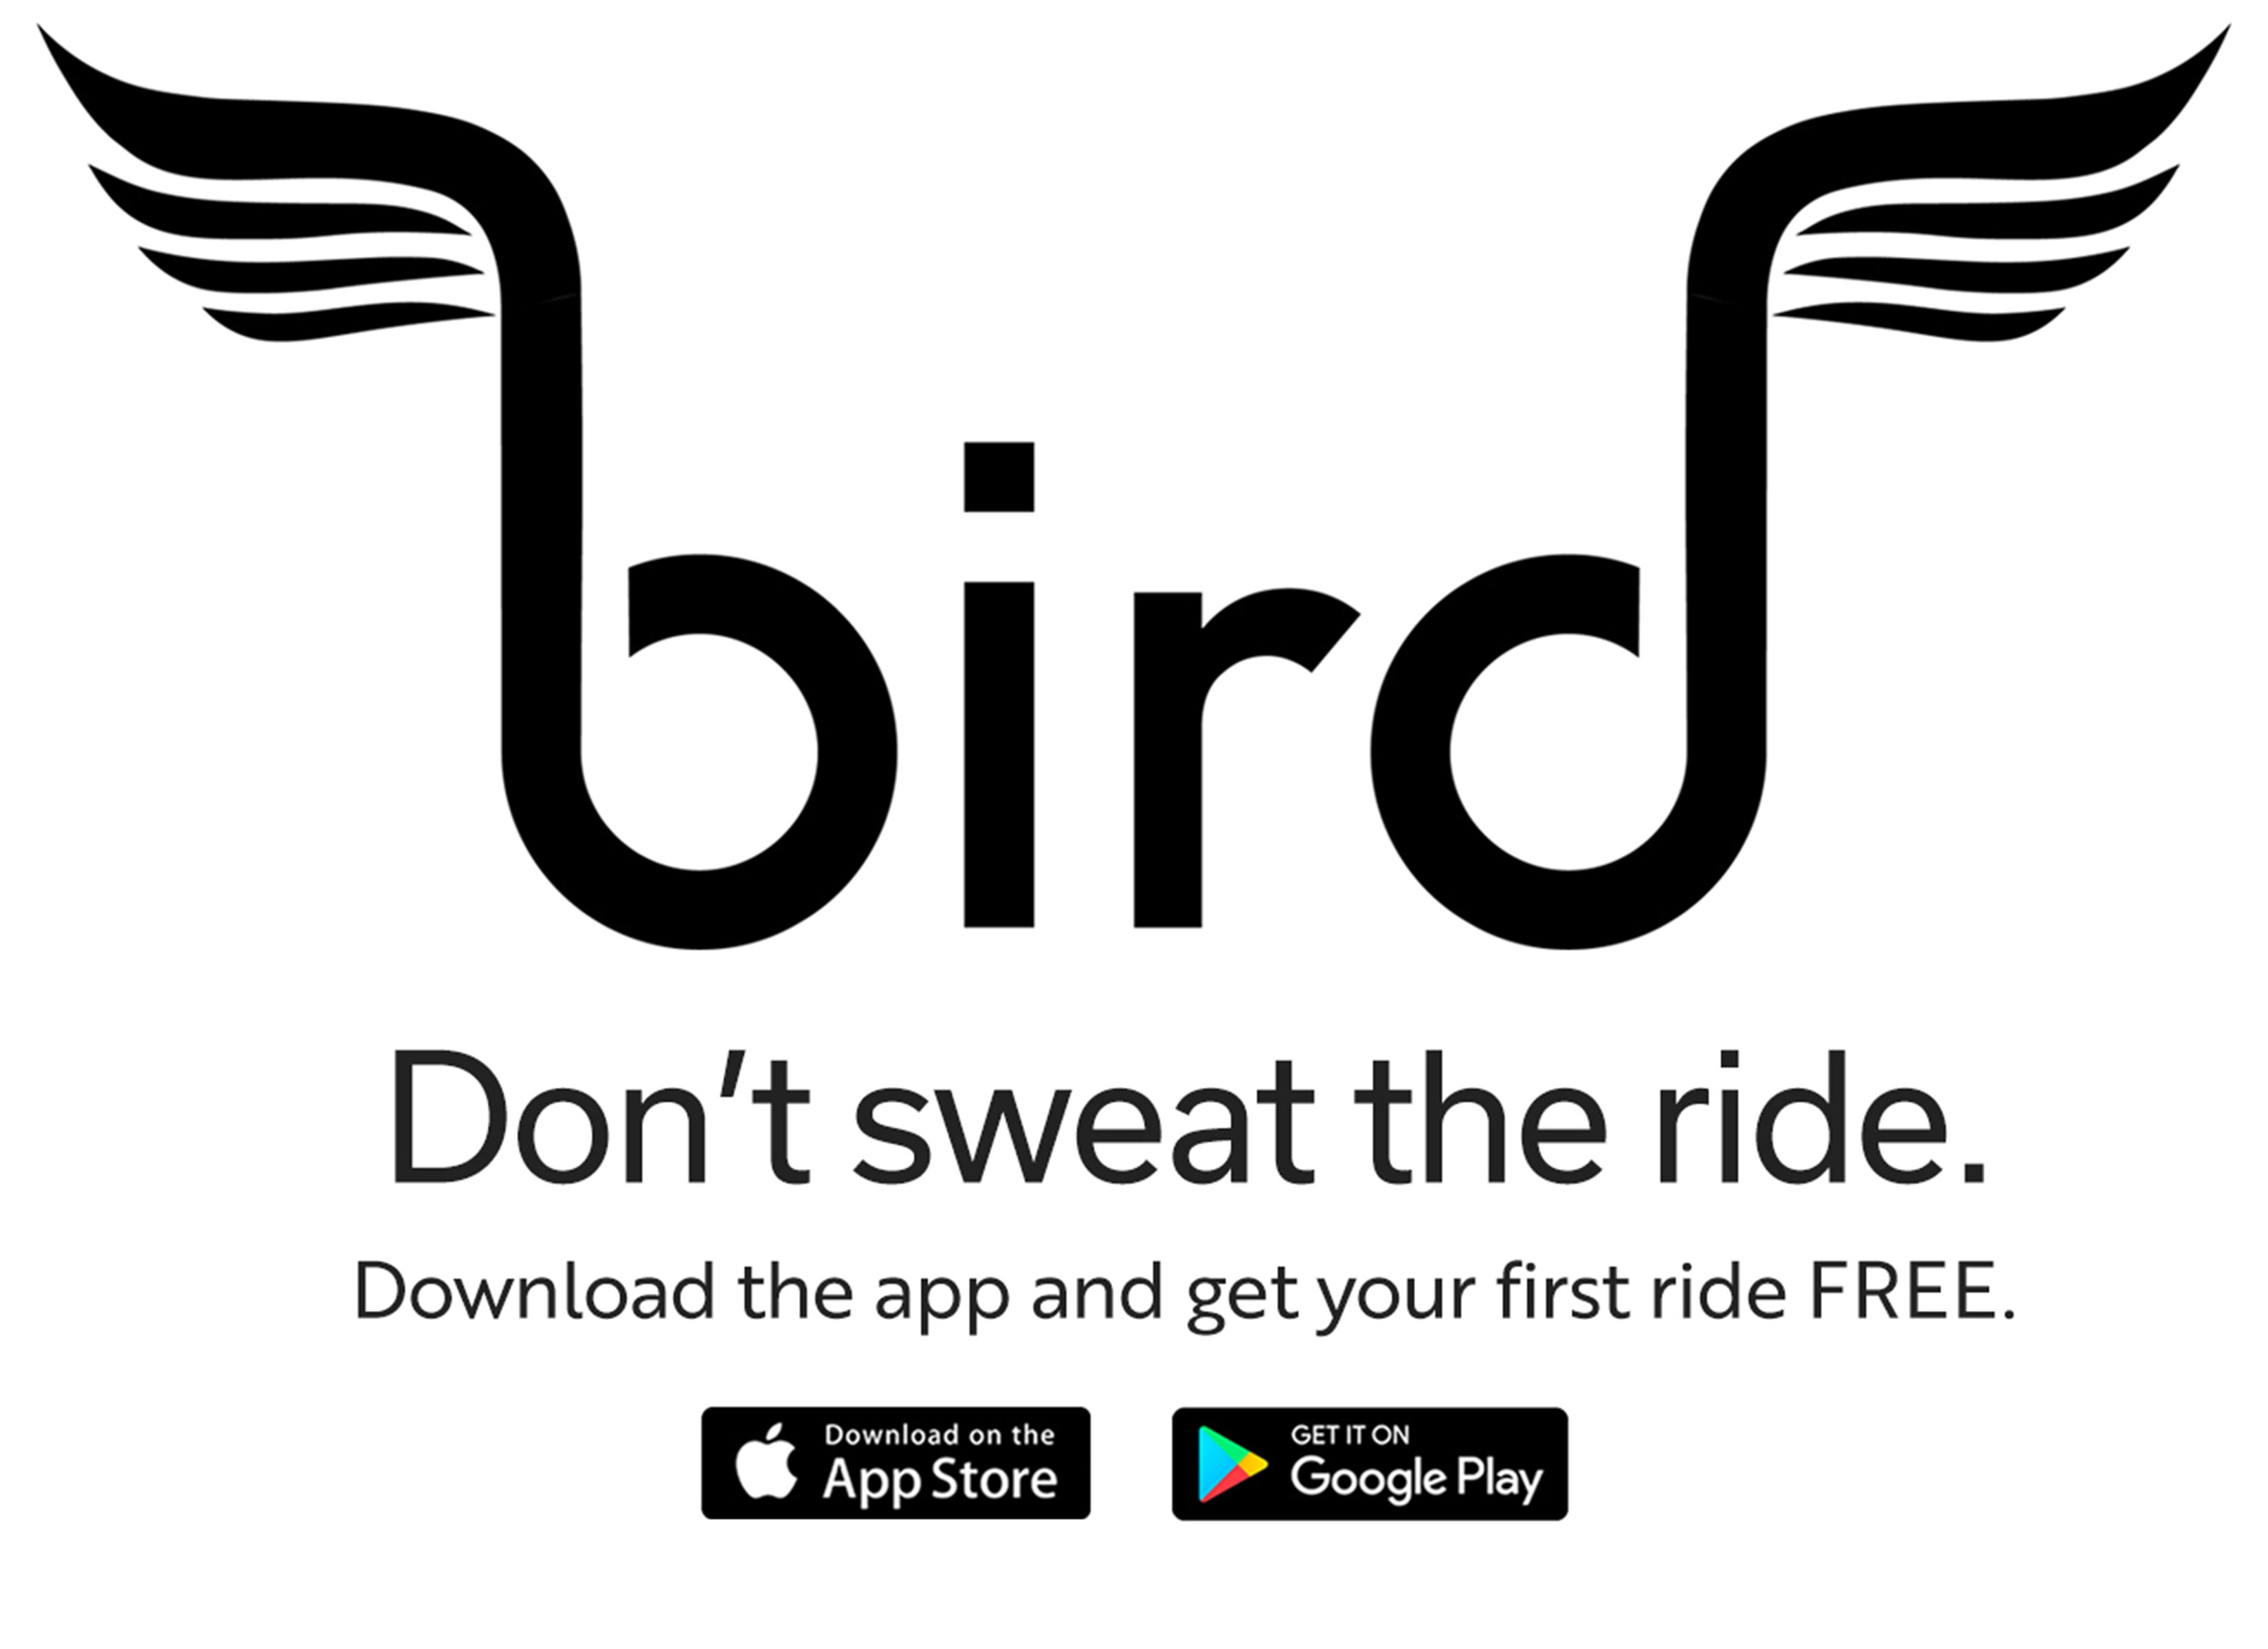 bird
Don't sweat the ride.
Download the app and get your first ride FREE.
Download on the
App Store
GET IT ON
Google Play